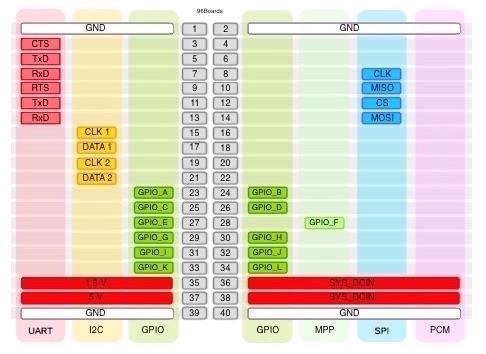 96Boards
GND 1 2 GND
CTS 3 4
TxD 5 6
RxD 7 8 CLK
RTS 9 10 MISO
TxD 11 12 CS
RxD 13 14 MOSI
CLK 1 15 16
DATA 1 17 18
CLK 2 19 20
DATA 2 21 22
GPIO_A 23 24 GPIO_B
GPIO_C 25 26 GPIO_D
GPIO_E 27 28 GPIO_F
GPIO_G 29 30 GPIO_H
GPIO_I 31 32 GPIO_J
GPIO_K 33 34 GPIO_L
1.8 V 35 36 SYS_DCIN
5 V 37 38 SYS_DCIN
GND 39 40 GND
UART I2C GPIO GPIO MPP SPI PCM